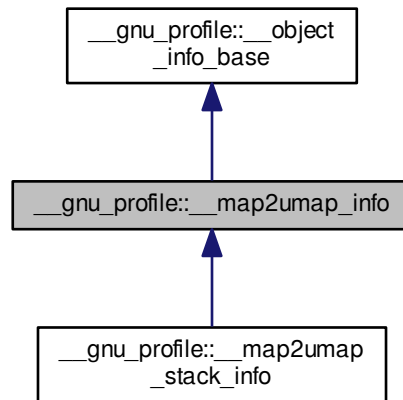 __gnu_profile::__object
_info_base
__gnu_profile::__map2umap_info
__gnu_profile::__map2umap
_stack_info